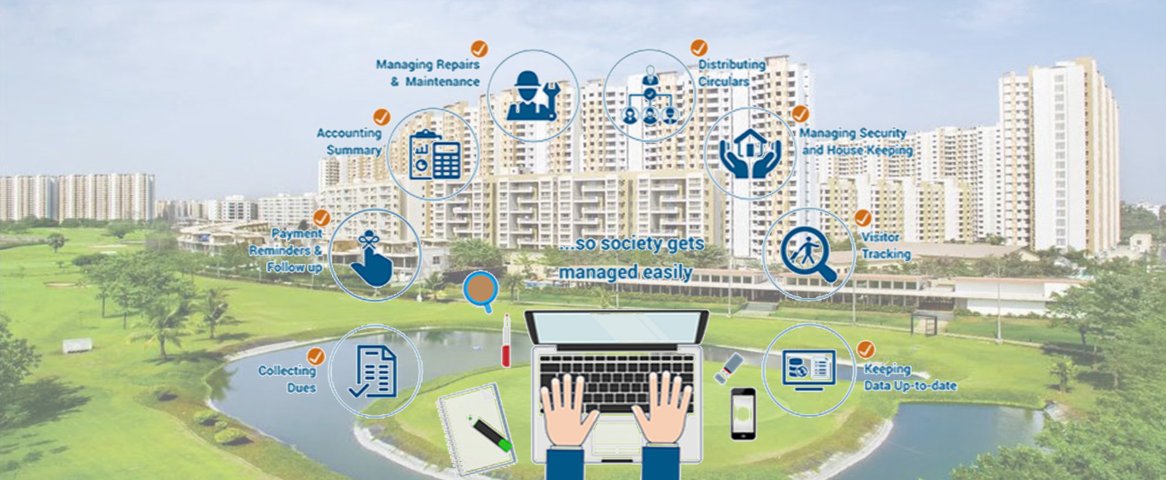 Managing Repairs
& Maintenance
Distributing
Circulars
Accounting
Summary
Managing Security
and House Keeping
Payment
Reminders &
Follow up
...so society gets
managed easily
Visitor
Tracking
Collecting
Dues
Keeping
Data Up-to-date